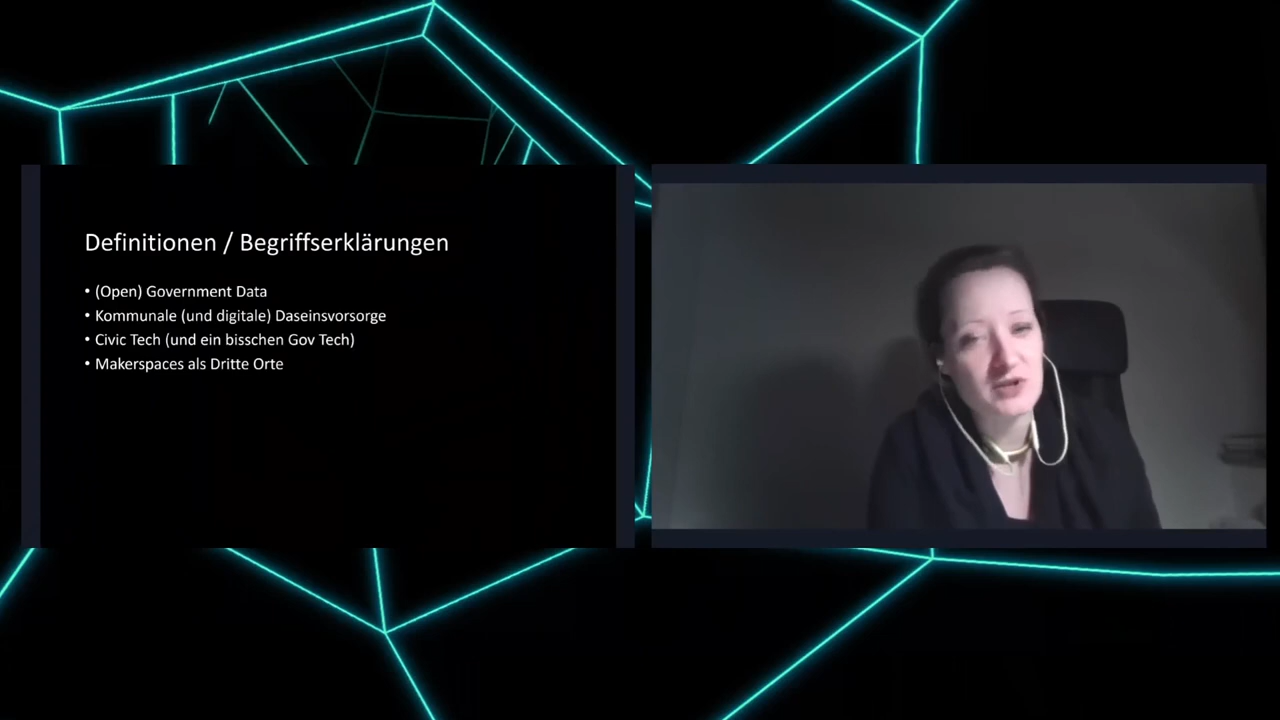 Definitionen / Begriffserklärungen
• (Open) Government Data
• Kommunale (und digitale) Daseinsvorsorge
• Civic Tech (und ein bisschen Gov Tech)
• Makerspaces als Dritte Orte